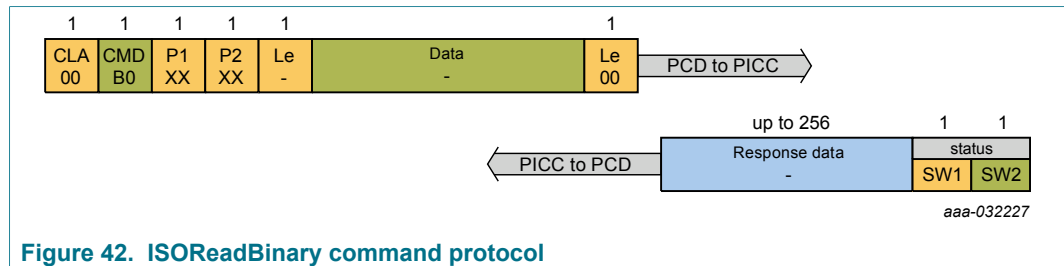 1 1 1 1 1 1
CLA CMD P1 P2 Le Data Le
00 B0 XX XX - - 00
PCD to PICC
up to 256 1 1
PICC to PCD
Response data
-
status
SW1 SW2
aaa-032227
Figure 42. ISOReadBinary command protocol